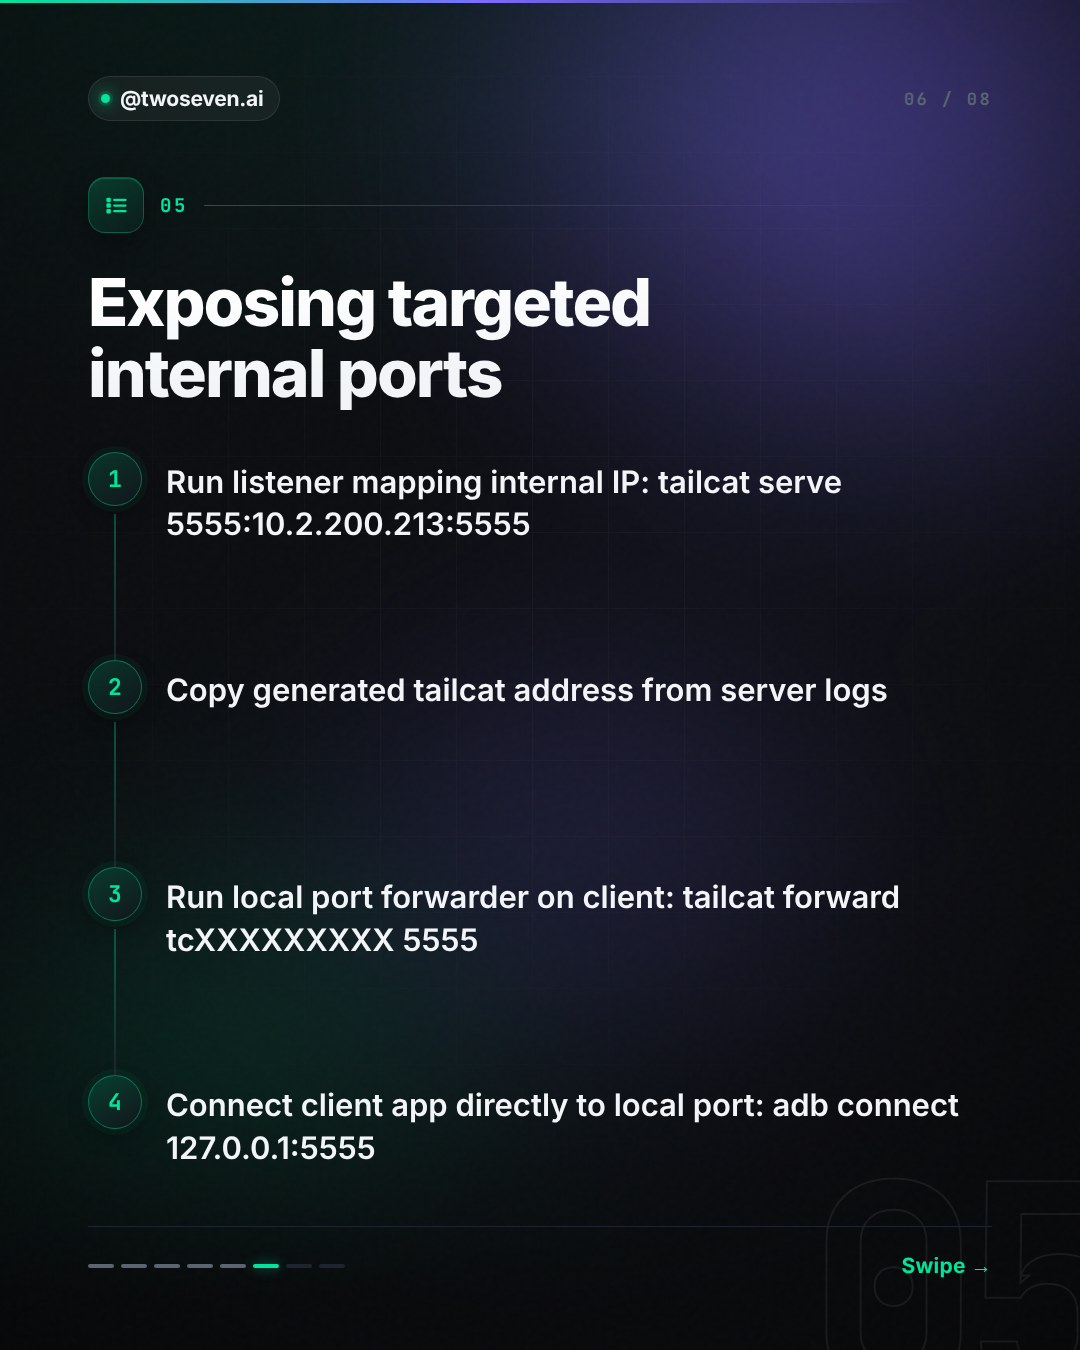 @twoseven.ai
06 / 08
05
Exposing targeted
internal ports
1
Run listener mapping internal IP: tailcat serve
5555:10.2.200.213:5555
2
Copy generated tailcat address from server logs
3
Run local port forwarder on client: tailcat forward
tcXXXXXXXXX 5555
4
Connect client app directly to local port: adb connect
127.0.0.1:5555
Swipe →
05